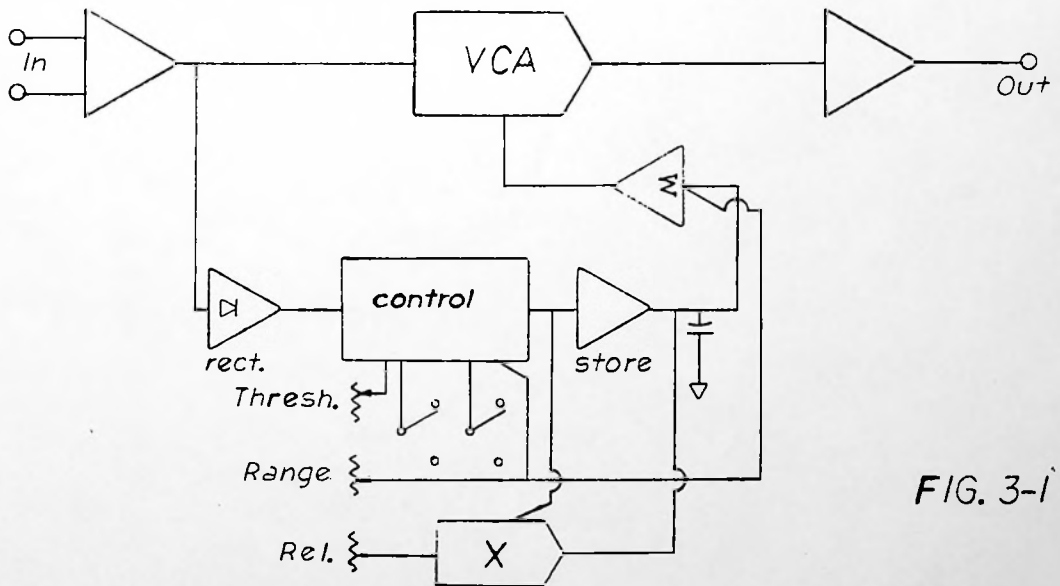 In
VCA
Out
Σ
control
rect.
store
Thresh.
Range
Rel.
X
FIG. 3-1